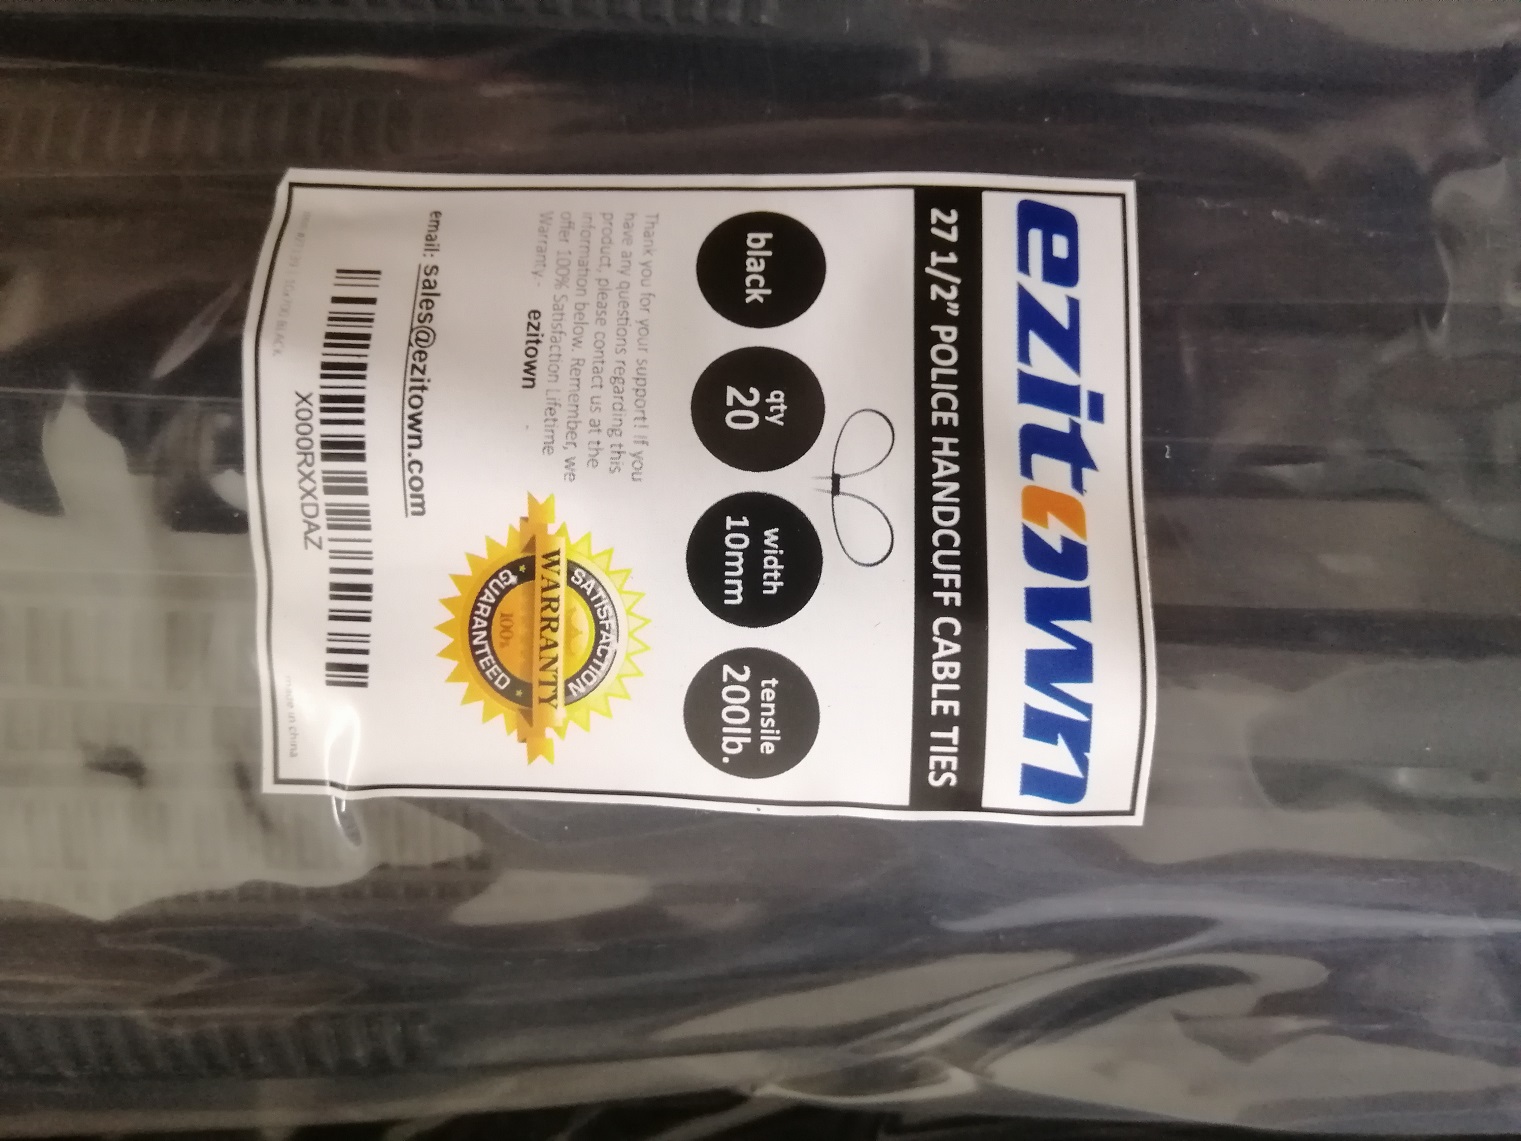 ezitown
27 1/2” POLICE HANDCUFF CABLE TIES
black
qty
20
width
10mm
tensile
200lb.
Thank you for your support! If you
have any questions regarding this
product, please contact us at the
information below. Remember, we
offer 100% Satisfaction Lifetime
Warranty.-
ezitown
SATISFACTION
WARRANTY
100%
GUARANTEED
email: sales@ezitown.com
X000RXXDAZ
BLACK
made in china